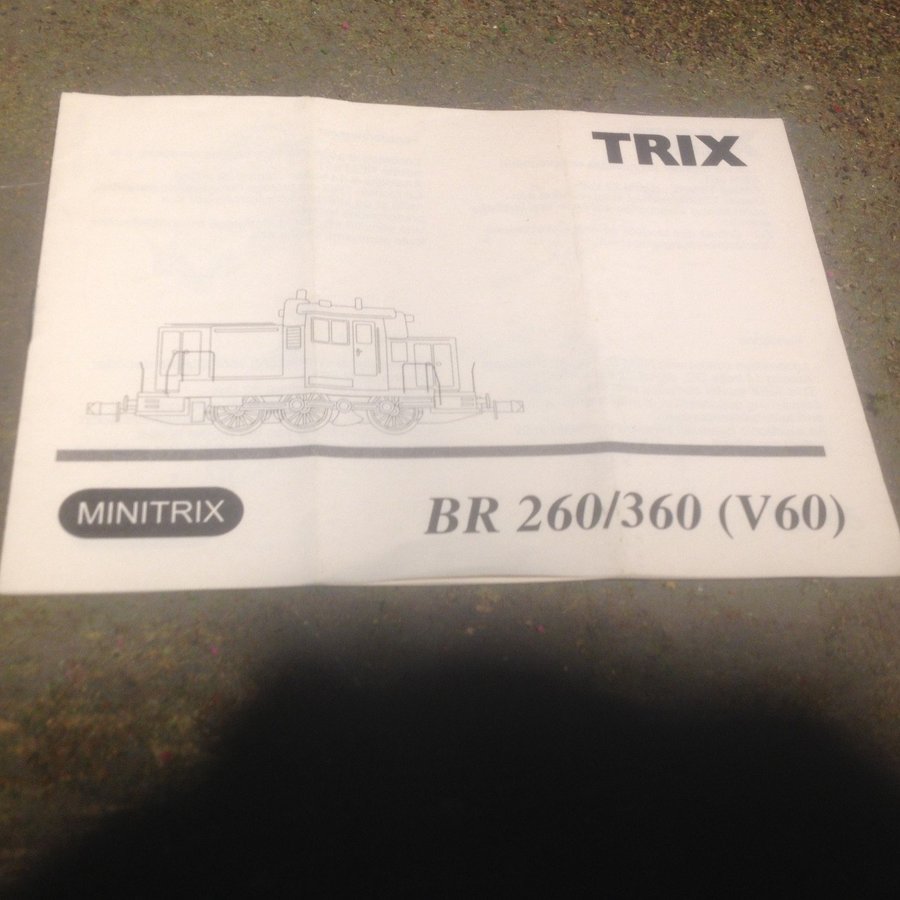 TRIX
MINITRIX
BR 260/360 (V60)